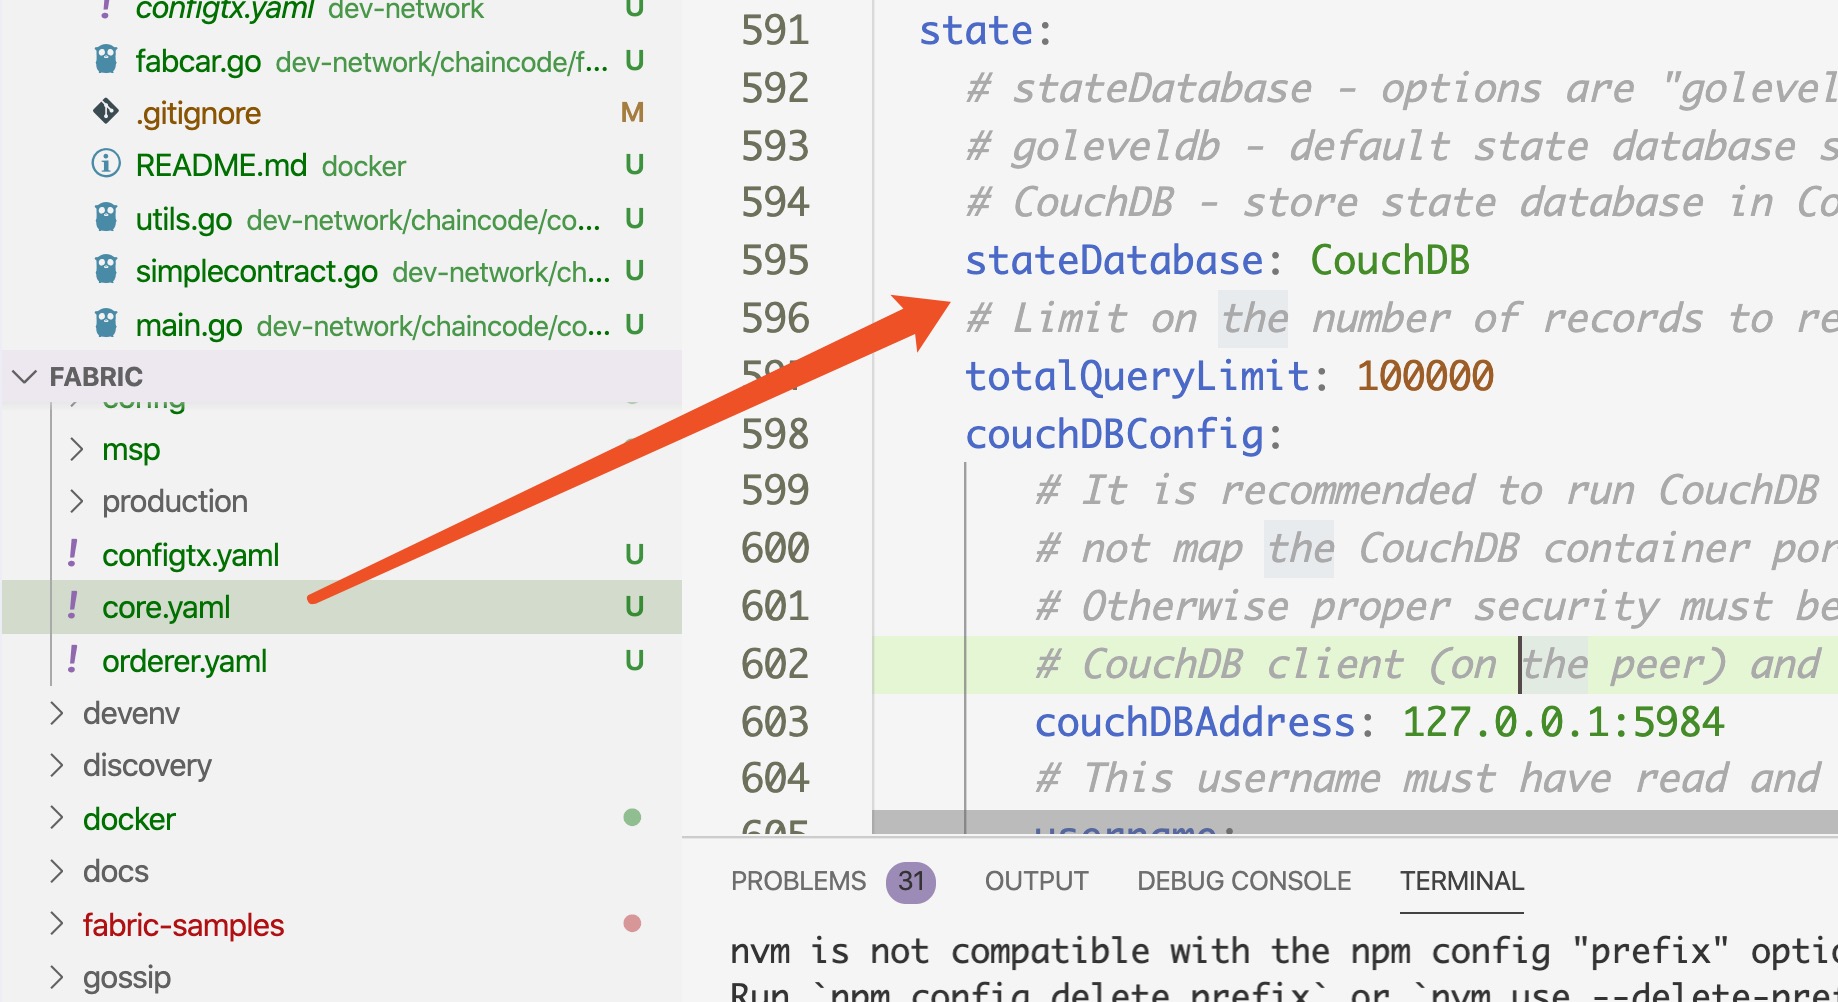 configtx.yaml dev-network U
fabcar.go dev-network/chaincode/f... U
.gitignore M
README.md docker U
utils.go dev-network/chaincode/co... U
simplecontract.go dev-network/ch... U
main.go dev-network/chaincode/co... U
FABRIC
config
msp
production
configtx.yaml U
core.yaml U
orderer.yaml U
devenv
discovery
docker
docs
fabric-samples
gossip
591 state:
592 # stateDatabase - options are "golevel
593 # goleveldb - default state database s
594 # CouchDB - store state database in Co
595 stateDatabase: CouchDB
596 # Limit on the number of records to re
597 totalQueryLimit: 100000
598 couchDBConfig:
599 # It is recommended to run CouchDB
600 # not map the CouchDB container por
601 # Otherwise proper security must be
602 # CouchDB client (on the peer) and
603 couchDBAddress: 127.0.0.1:5984
604 # This username must have read and
605 username:
PROBLEMS 31 OUTPUT DEBUG CONSOLE TERMINAL
nvm is not compatible with the npm config "prefix" optio
Run `npm config delete prefix` or `nvm use --delete-pref